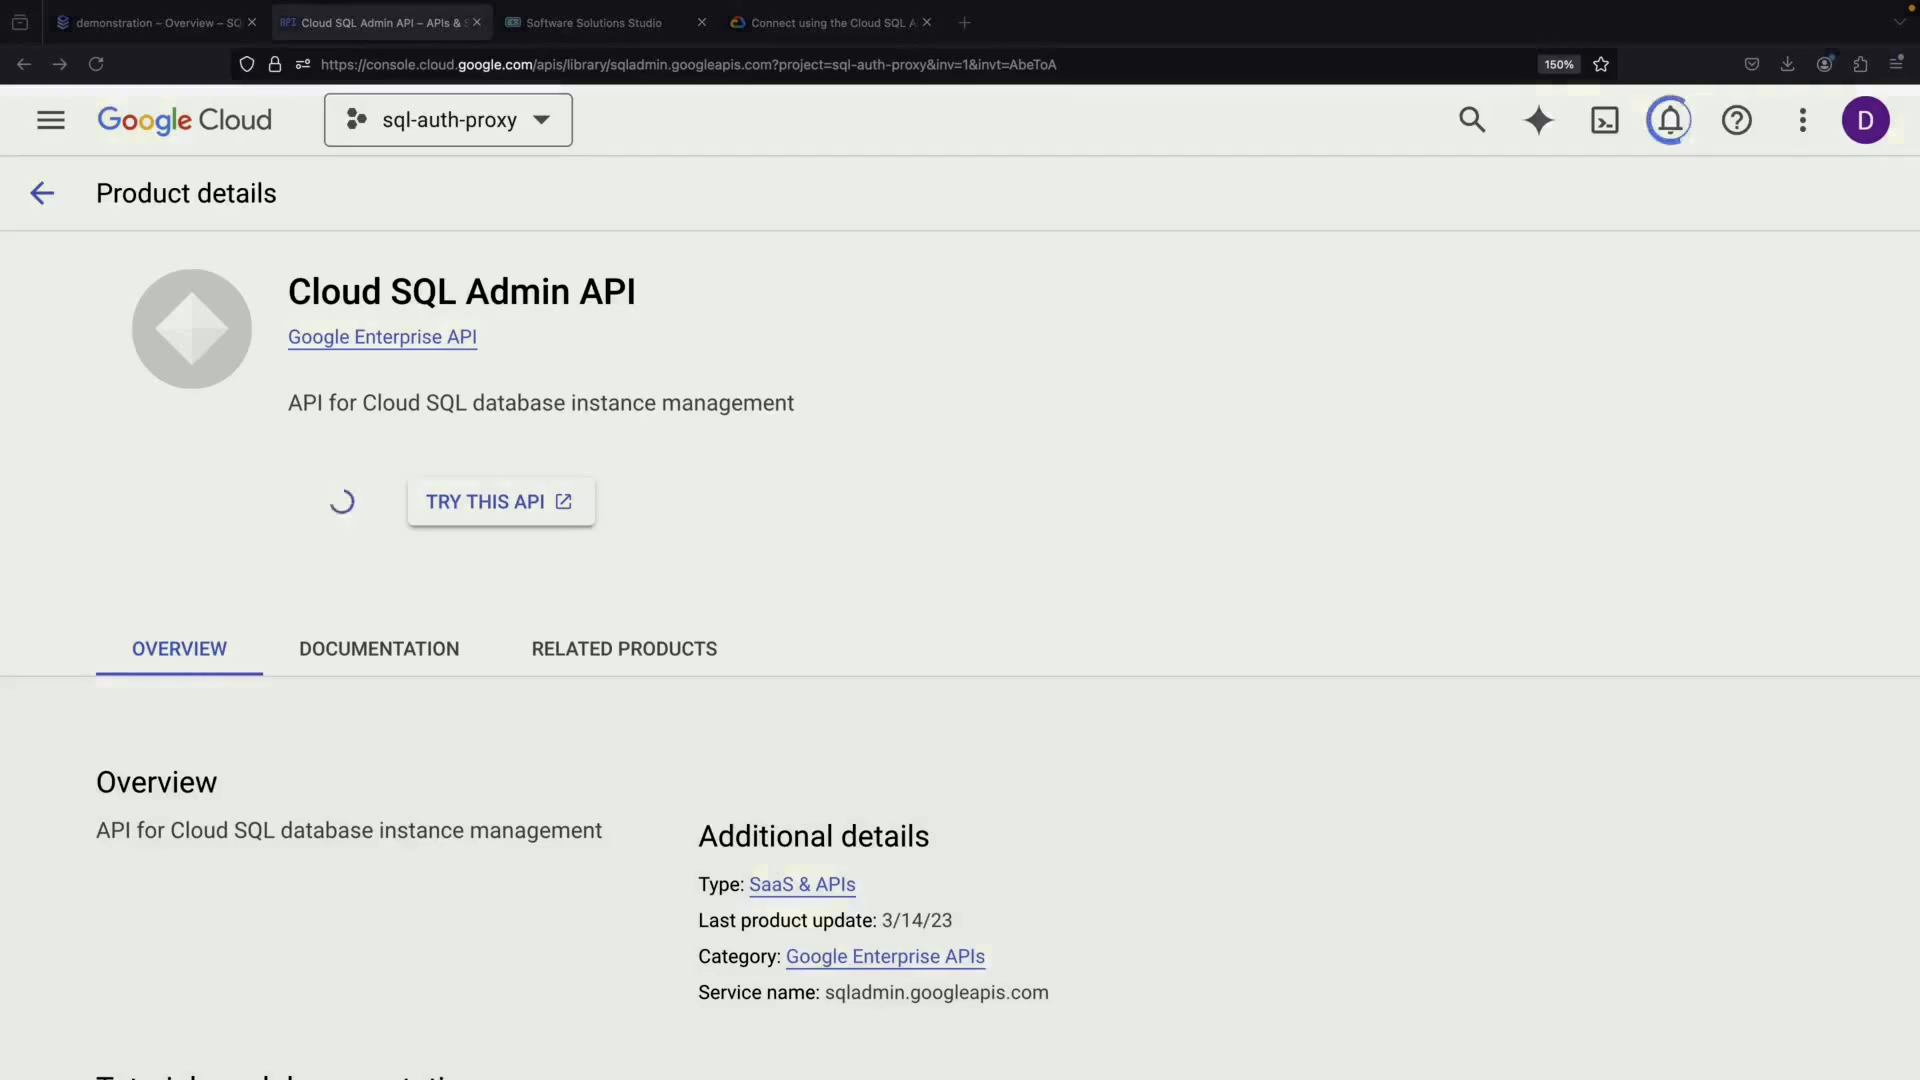 demonstration – Overview – SQ
API Cloud SQL Admin API – APIs & S
Software Solutions Studio
Connect using the Cloud SQL A
https://console.cloud.google.com/apis/library/sqladmin.googleapis.com?project=sql-auth-proxy&inv=1&invt=AbeToA
150%
Google Cloud
sql-auth-proxy
D
Product details
Cloud SQL Admin API
Google Enterprise API
API for Cloud SQL database instance management
TRY THIS API
OVERVIEW
DOCUMENTATION
RELATED PRODUCTS
Overview
API for Cloud SQL database instance management
Additional details
Type: SaaS & APIs
Last product update: 3/14/23
Category: Google Enterprise APIs
Service name: sqladmin.googleapis.com